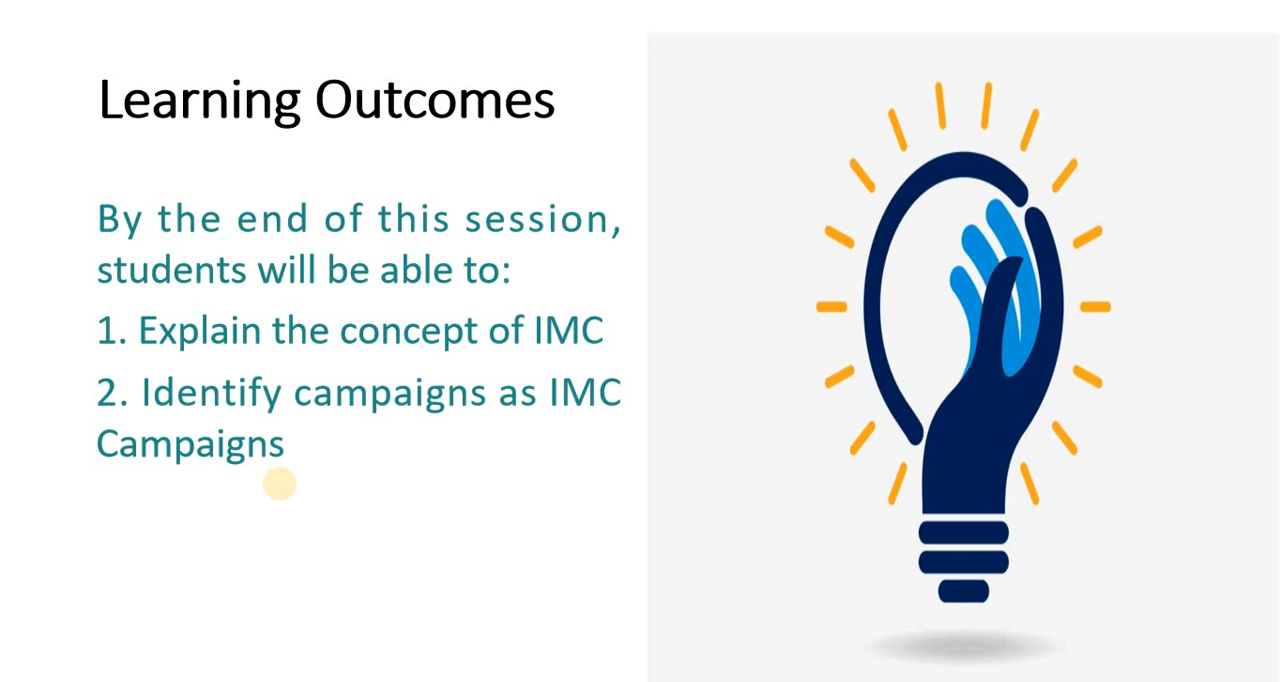 Learning Outcomes
By the end of this session,
students will be able to:
1. Explain the concept of IMC
2. Identify campaigns as IMC
Campaigns